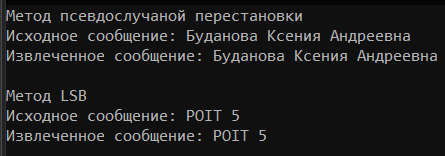 Метод псевдослучаной перестановки
Исходное сообщение: Буданова Ксения Андреевна
Извлеченное сообщение: Буданова Ксения Андреевна
Метод LSB
Исходное сообщение: POIT 5
Извлеченное сообщение: POIT 5